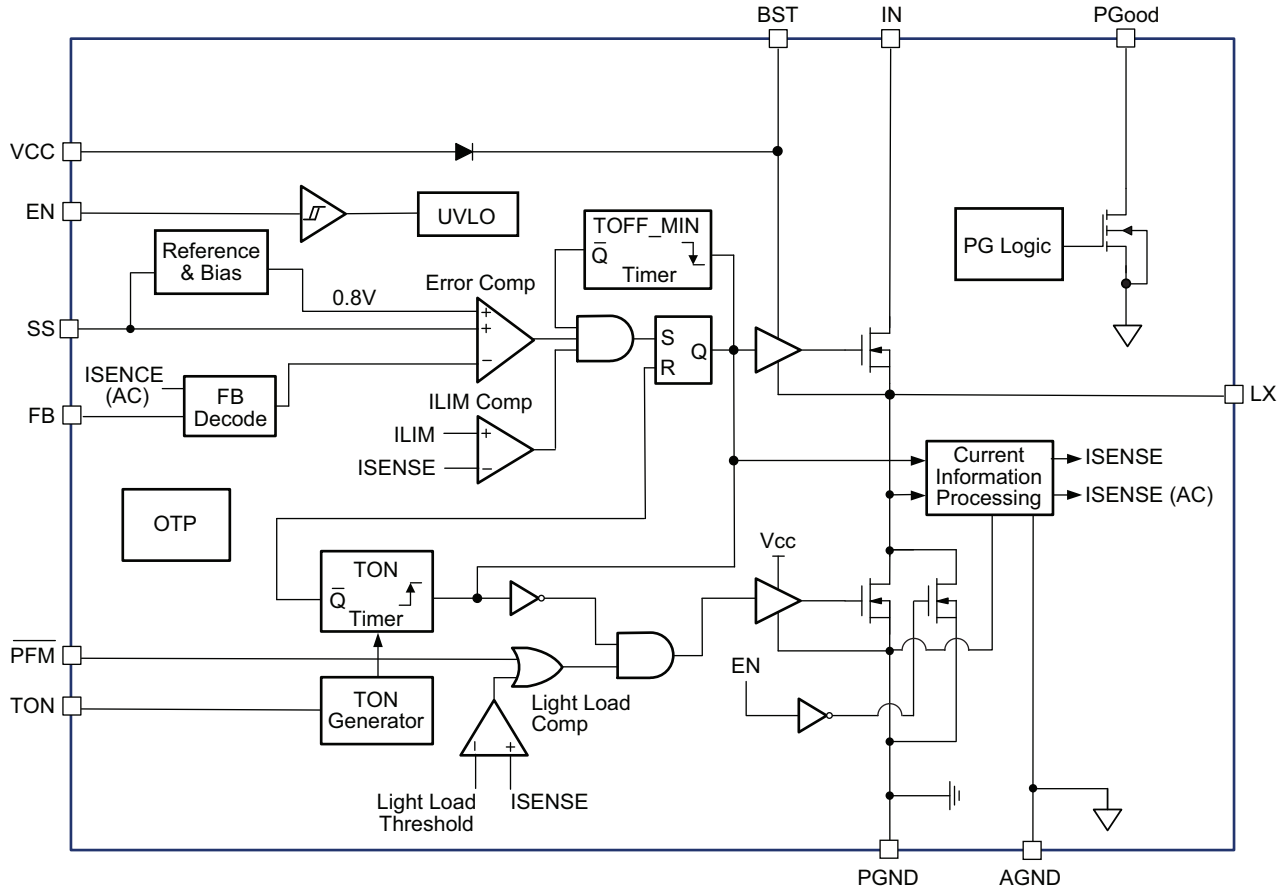 BST
IN
PGood
VCC
EN
UVLO
TOFF_MIN
Q̅
Timer
PG Logic
Reference
& Bias
Error Comp
0.8V
+
+
−
SS
S
R
Q
ISENCE
(AC)
FB
Decode
FB
LX
ILIM Comp
ILIM
+
ISENSE
−
Current
Information
Processing
ISENSE
ISENSE (AC)
OTP
Vcc
TON
Q̅
Timer
P̅F̅M̅
EN
TON
TON
Generator
Light Load
Comp
−
+
Light Load
Threshold
ISENSE
PGND
AGND